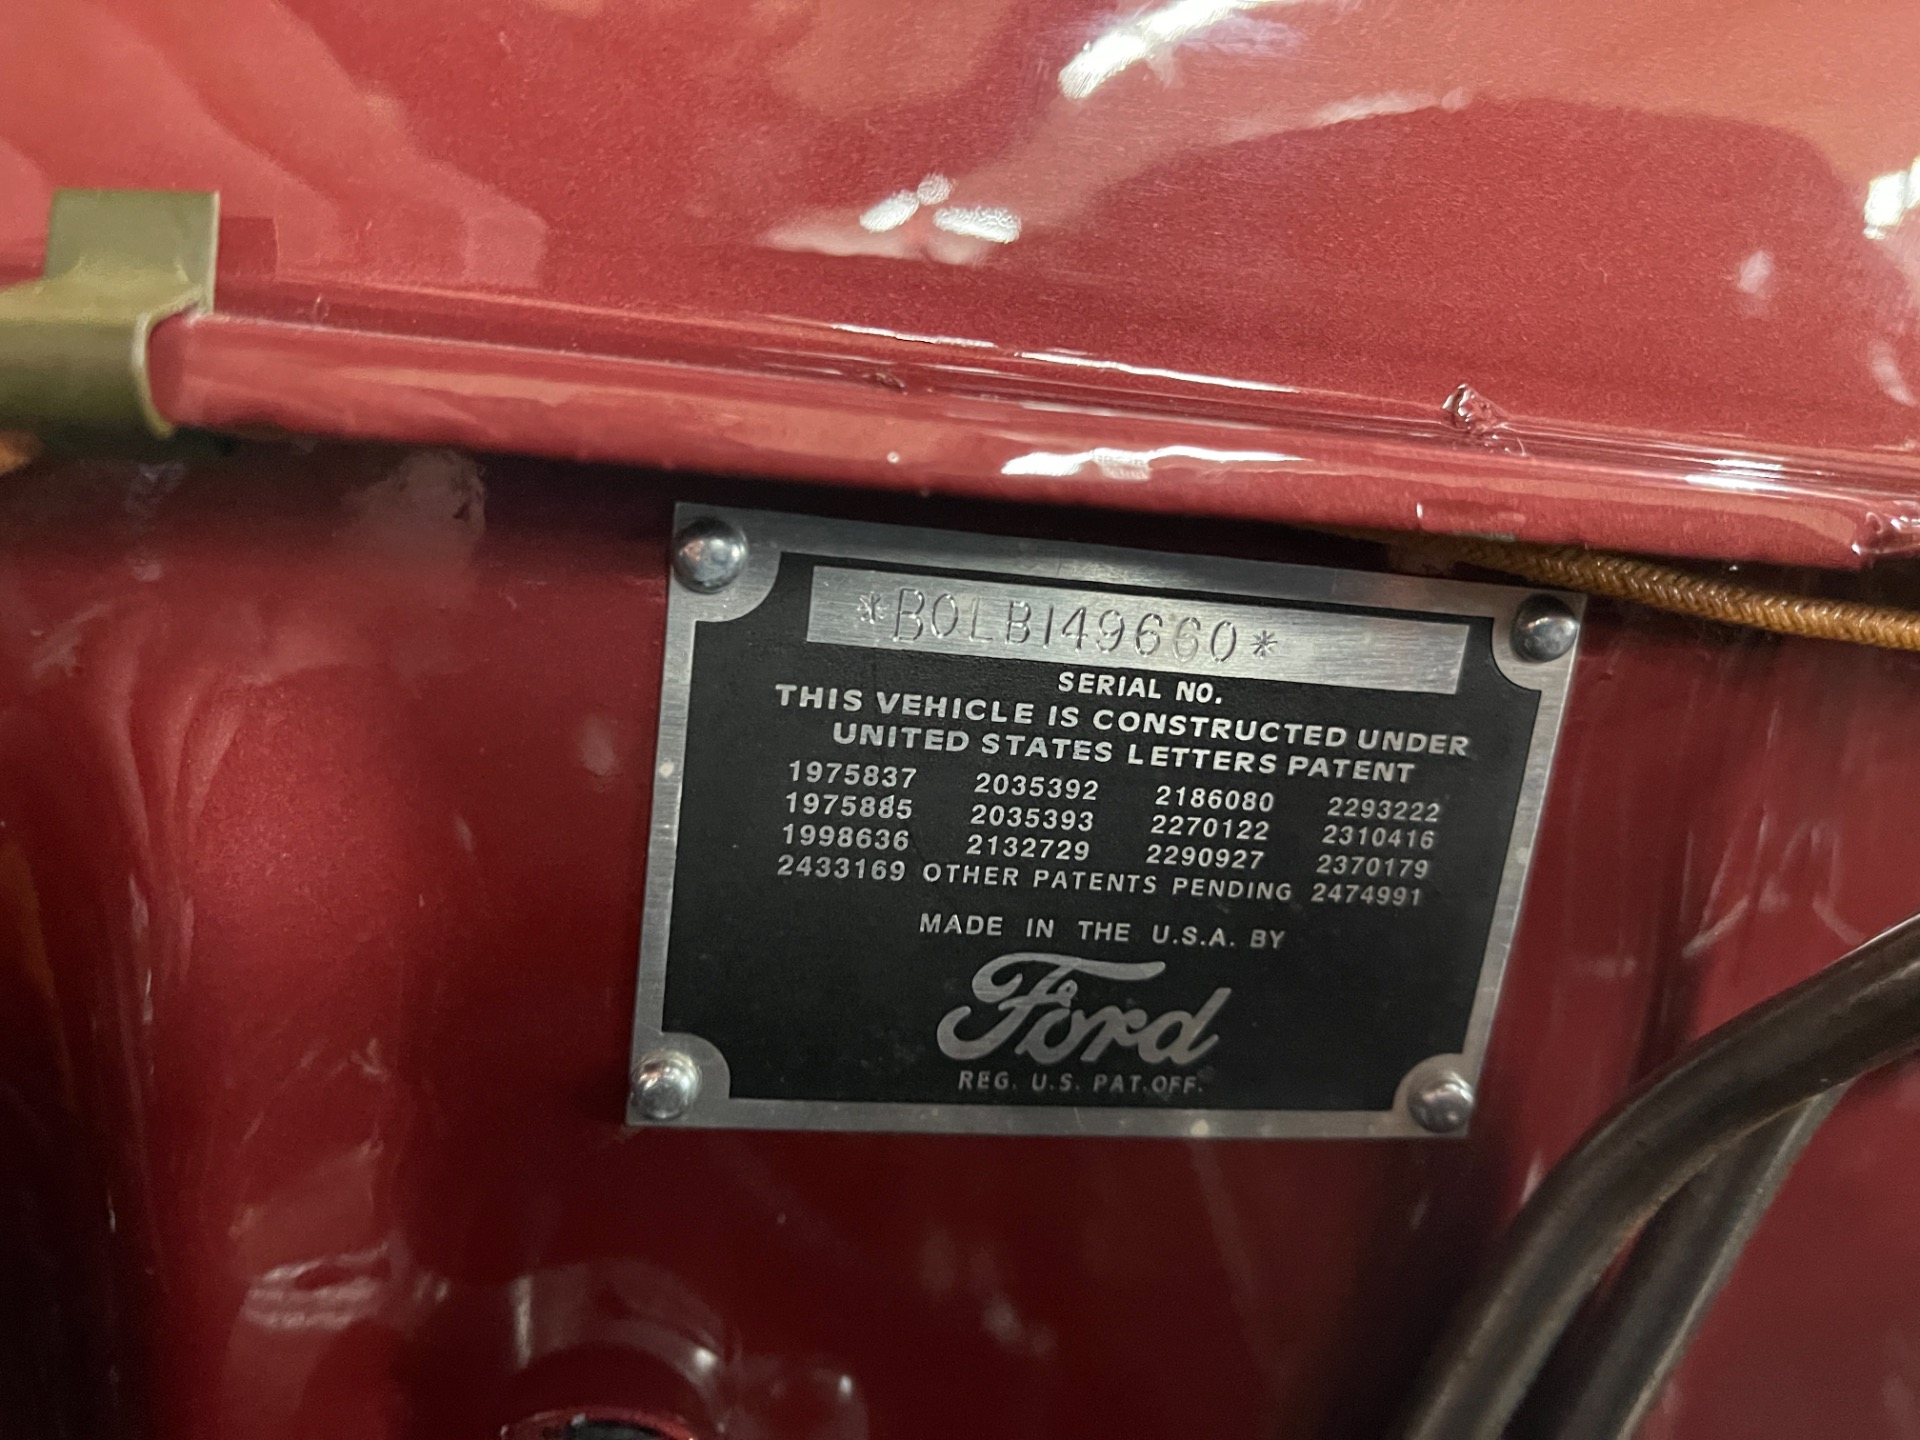 *BOLB149660*
SERIAL NO.
THIS VEHICLE IS CONSTRUCTED UNDER
UNITED STATES LETTERS PATENT
1975837 2035392 2186080 2293222
1975885 2035393 2270122 2310416
1998636 2132729 2290927 2370179
2433169 OTHER PATENTS PENDING 2474991
MADE IN THE U.S.A. BY
Ford
REG. U.S. PAT. OFF.